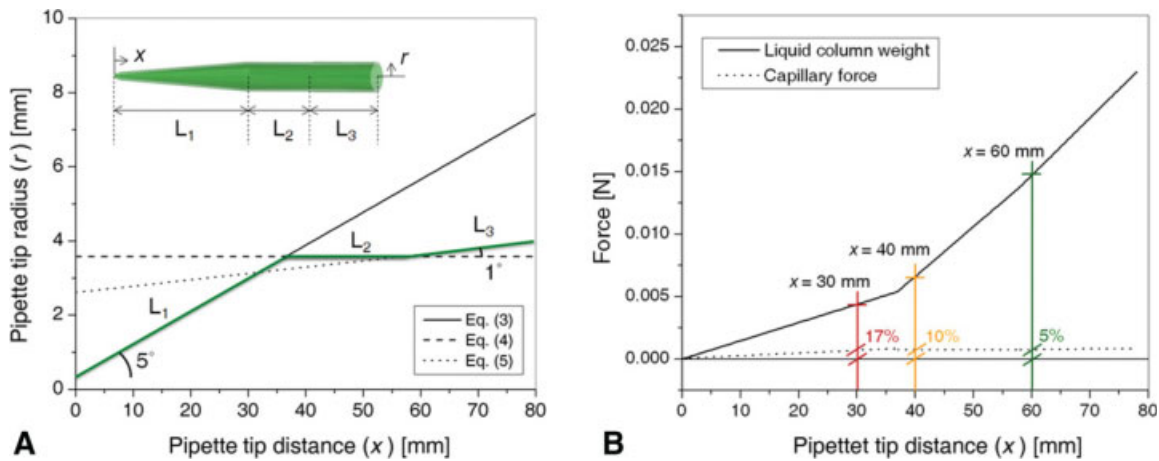 10
8
6
4
2
0
0 10 20 30 40 50 60 70 80
Pipette tip radius (r) [mm]
Pipette tip distance (x) [mm]
x
r
L1 L2 L3
L1
L2
L3
5°
1°
Eq. (3)
Eq. (4)
Eq. (5)
A
0.025
0.020
0.015
0.010
0.005
0.000
0 10 20 30 40 50 60 70 80
Force [N]
Pipettet tip distance (x) [mm]
Liquid column weight
Capillary force
x = 60 mm
x = 40 mm
x = 30 mm
17%
10%
5%
B